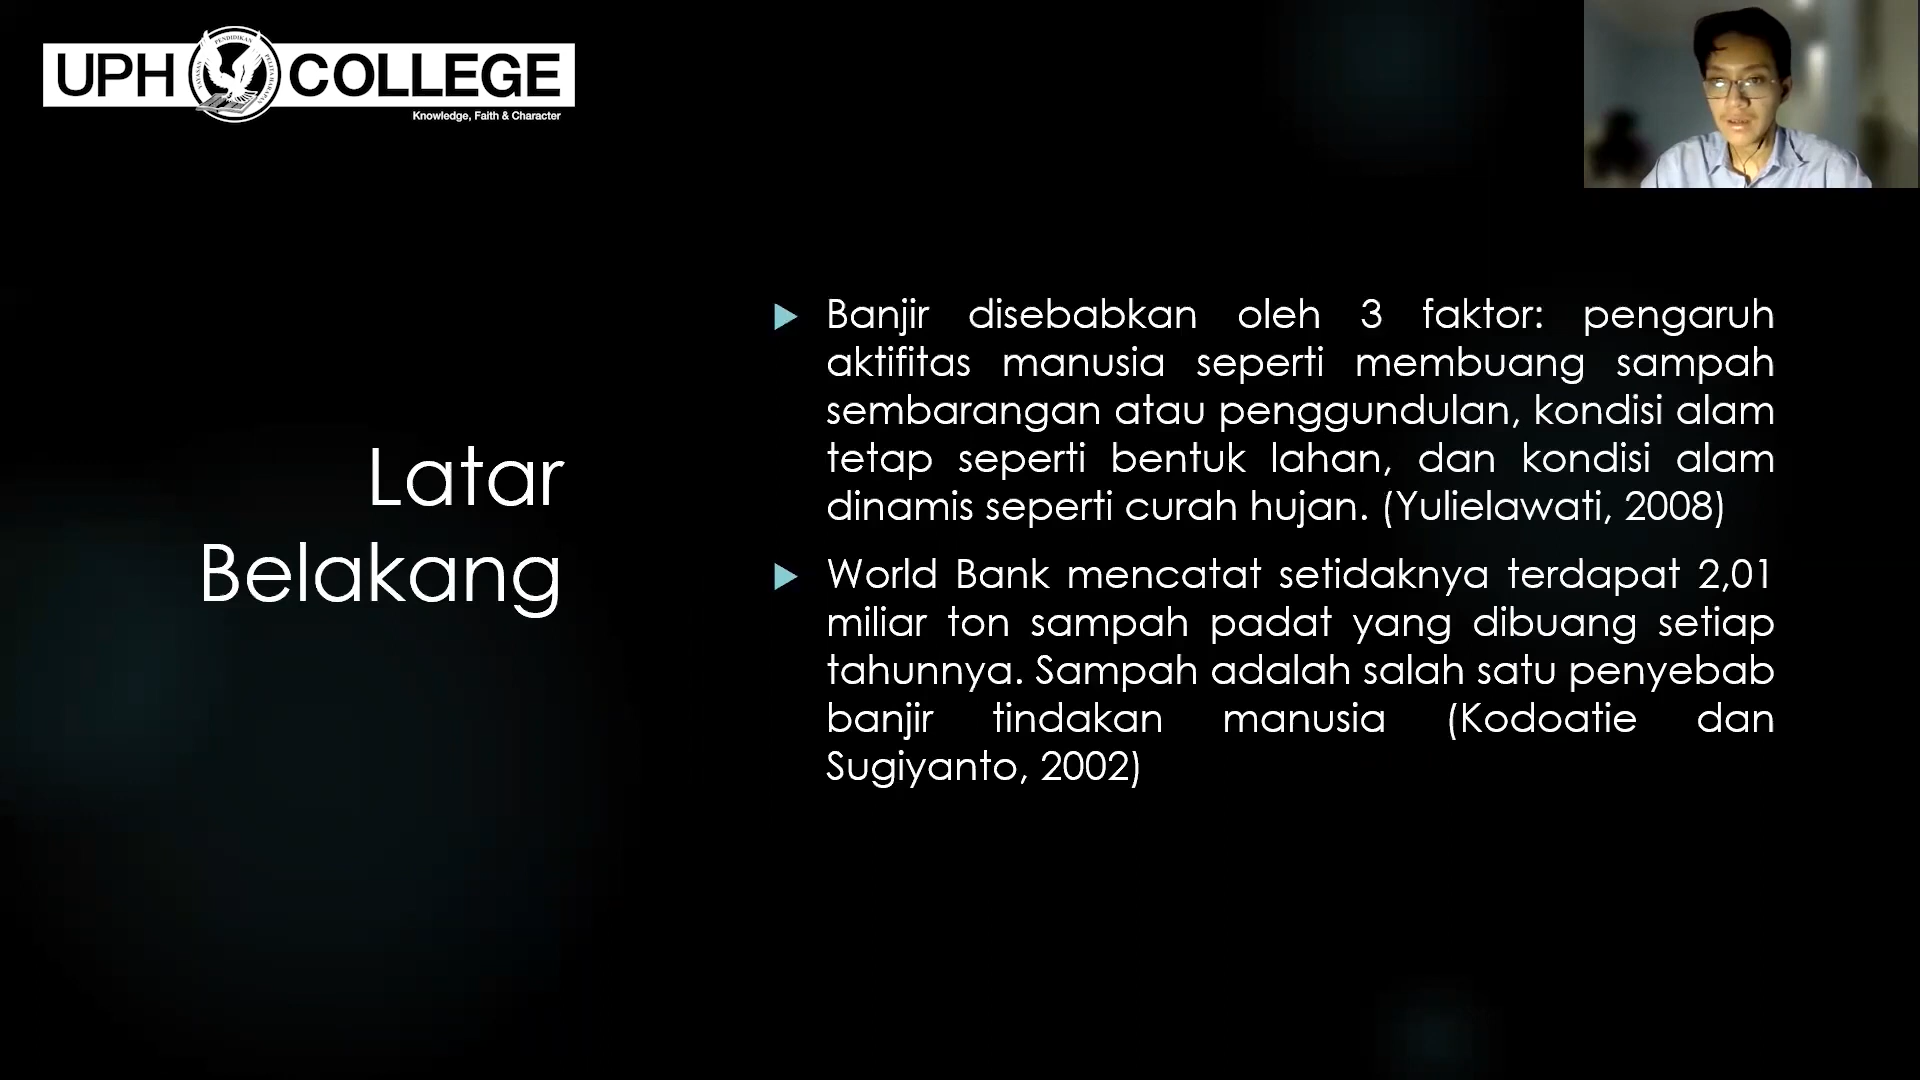 UPH COLLEGE
Knowledge, Faith & Character
Latar
Belakang
Banjir disebabkan oleh 3 faktor: pengaruh
aktifitas manusia seperti membuang sampah
sembarangan atau penggundulan, kondisi alam
tetap seperti bentuk lahan, dan kondisi alam
dinamis seperti curah hujan. (Yulielawati, 2008)
World Bank mencatat setidaknya terdapat 2,01
miliar ton sampah padat yang dibuang setiap
tahunnya. Sampah adalah salah satu penyebab
banjir tindakan manusia (Kodoatie dan
Sugiyanto, 2002)